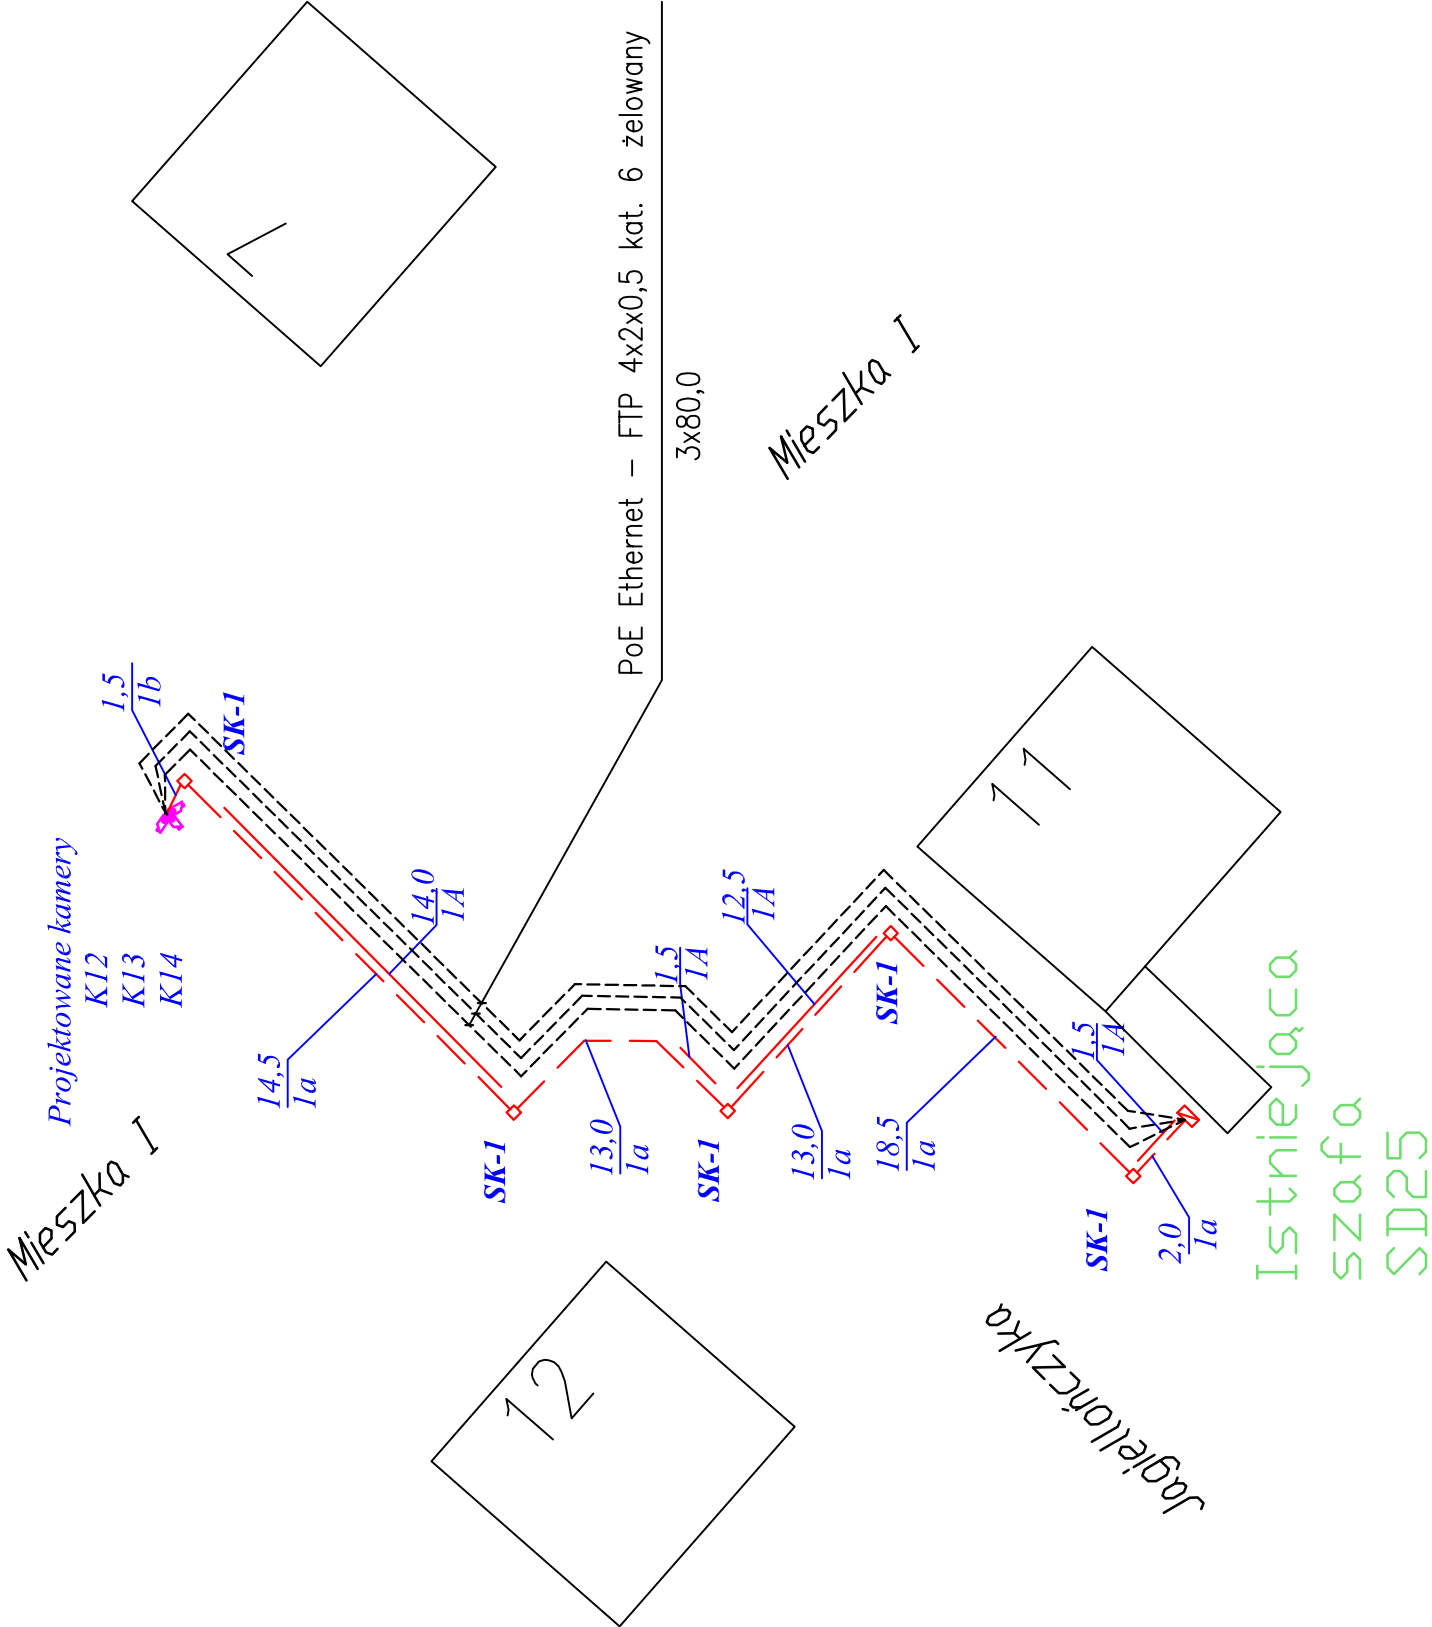 Projektowane kamery
K12
K13
K14
1,5
1b
SK-1
7
PoE Ethernet – FTP 4x2x0,5 kat. 6 żelowany
3x80,0
Mieszka I
Mieszka I
14,5
1a
14,0
1A
SK-1
13,0
1a
1,5
1A
SK-1
12,5
1A
13,0
1a
SK-1
18,5
1a
11
1,5
1A
SK-1
2,0
1a
12
Jagiellończyka
Istniejąca
szafa
SD25